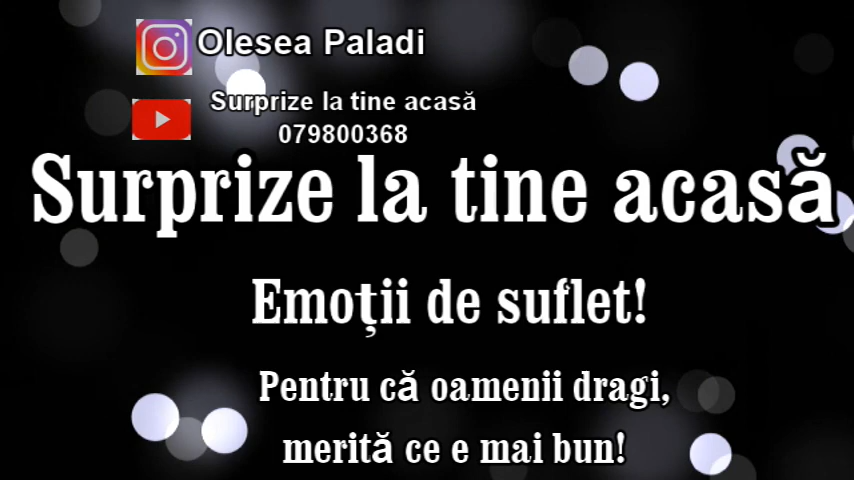 Olesea Paladi
Surprize la tine acasă
079800368
Surprize la tine acasă
Emoții de suflet!
Pentru că oamenii dragi,
merită ce e mai bun!